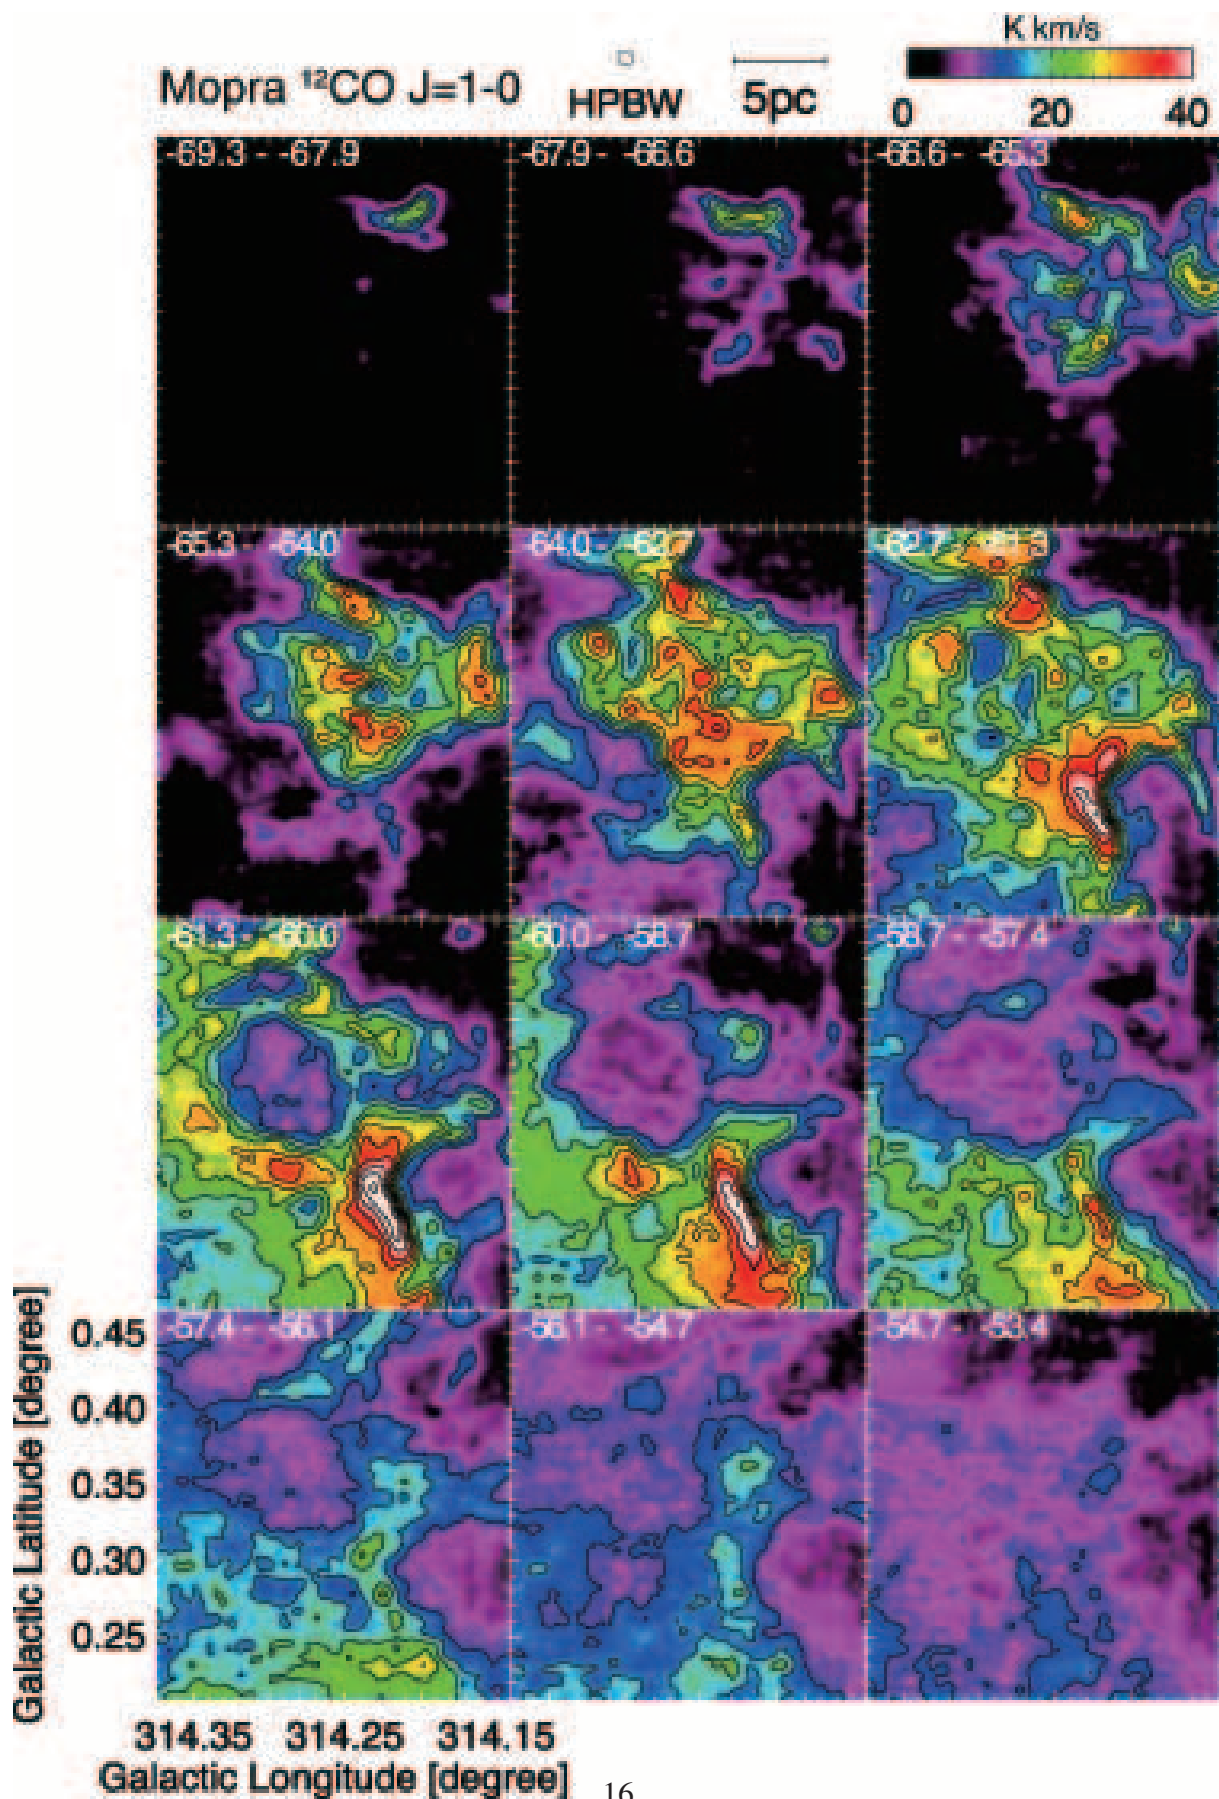 K km/s
Mopra ¹²CO J=1-0
HPBW
5pc
0 20 40
-69.3 - -67.9
-67.9 - -66.6
-66.6 - -65.3
-65.3 - -64.0
-64.0 - -62.7
-62.7 - -61.3
-61.3 - -60.0
-60.0 - -58.7
-58.7 - -57.4
-57.4 - -56.1
-56.1 - -54.7
-54.7 - -53.4
0.45
0.40
0.35
0.30
0.25
Galactic Latitude [degree]
314.35 314.25 314.15
Galactic Longitude [degree]
16